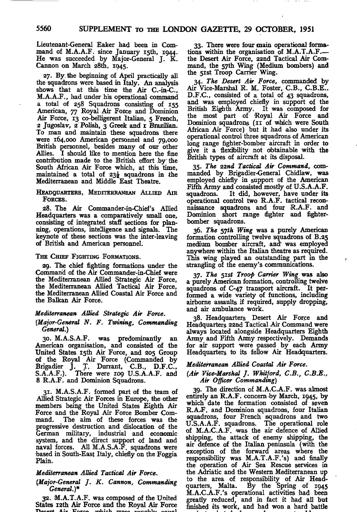 5560 SUPPLEMENT TO THE LONDON GAZETTE, 29 OCTOBER, 1951
Lieutenant-General Eaker had been in Com-
mand of M.A.A.F. since January 15th, 1944.
He was succeeded by Major-General J. K.
Cannon on March 28th, 1945.
27. By the beginning of April practically all
the squadrons were based in Italy. An analysis
shows that at this time the Air C.-in-C.,
M.A.A.F., had under his operational command
a total of 258 Squadrons consisting of 155
American, 77 Royal Air Force and Dominion
Air Force, 13 co-belligerent Italian, 5 French,
2 Jugoslav, 2 Polish, 3 Greek and 1 Brazilian.
To man and maintain these squadrons there
were 164,000 American personnel and 79,000
British personnel, besides many of our other
Allies. I should like to mention here the fine
contribution made to the British effort by the
South African Air Force which, at this time,
maintained a total of 23½ squadrons in the
Mediterranean and Middle East Theatre.
HEADQUARTERS, MEDITERRANEAN ALLIED AIR
FORCES.
28. The Air Commander-in-Chief's Allied
Headquarters was a comparatively small one,
consisting of integrated staff sections for plan-
ning, operations, intelligence and signals. The
keynote of these sections was the inter-leaving
of British and American personnel.
THE CHIEF FIGHTING FORMATIONS.
29. The chief fighting formations under the
Command of the Air Commander-in-Chief were
the Mediterranean Allied Strategic Air Force,
the Mediterranean Allied Tactical Air Force,
the Mediterranean Allied Coastal Air Force and
the Balkan Air Force.
Mediterranean Allied Strategic Air Force.
(Major-General N. F. Twining, Commanding
General.)
30. M.A.S.A.F. was predominantly an
American organisation, and consisted of the
United States 15th Air Force, and 205 Group
of the Royal Air Force (Commanded by
Brigadier J. T. Durrant, C.B., D.F.C.,
S.A.A.F.). There were 109 U.S.A.A.F. and
8 R.A.F. and Dominion Squadrons.
31. M.A.S.A.F. formed part of the team of
Allied Strategic Air Forces in Europe, the other
members being the United States Eighth Air
Force and the Royal Air Force Bomber Com-
mand. The aim of these forces was the
progressive destruction and dislocation of the
German military, industrial and economic
system, and the direct support of land and
naval forces. All M.A.S.A.F. squadrons were
based in South-East Italy, chiefly on the Foggia
Plain.
Mediterranean Allied Tactical Air Force.
(Major-General J. K. Cannon, Commanding
General.)*
32. M.A.T.A.F. was composed of the United
States 12th Air Force and the Royal Air Force
33. There were four main operational forma-
tions within the organisation of M.A.T.A.F.—
the Desert Air Force, 22nd Tactical Air Com-
mand, the 57th Wing (Medium bombers) and
the 51st Troop Carrier Wing.
34. The Desert Air Force, commanded by
Air Vice-Marshal R. M. Foster, C.B., C.B.E.,
D.F.C., consisted of a total of 43 squadrons,
and was employed chiefly in support of the
British Eighth Army. It was composed for
the most part of Royal Air Force and
Dominion squadrons (11 of which were South
African Air Force) but it had also under its
operational control three squadrons of American
long range fighter-bomber aircraft in order to
give it a flexibility not obtainable with the
British types of aircraft at its disposal.
35. The 22nd Tactical Air Command, com-
manded by Brigadier-General Chidlaw, was
employed chiefly in support of the American
Fifth Army and consisted mostly of U.S.A.A.F.
squadrons. It did, however, have under its
operational control two R.A.F. tactical recon-
naissance squadrons and four R.A.F. and
Dominion short range fighter and fighter-
bomber squadrons.
36. The 57th Wing was a purely American
formation controlling twelve squadrons of B.25
medium bomber aircraft, and was employed
anywhere within the Italian theatre as required.
This wing played an outstanding part in the
strangling of the enemy's communications.
37. The 51st Troop Carrier Wing was also
a purely American formation, controlling twelve
squadrons of C-47 transport aircraft. It per-
formed a wide variety of functions, including
airborne assaults if required, supply dropping,
and air ambulance work.
38. Headquarters Desert Air Force and
Headquarters 22nd Tactical Air Command were
always located alongside Headquarters Eighth
Army and Fifth Army respectively. Demands
for air support were passed by each Army
Headquarters to its fellow Air Headquarters.
Mediterranean Allied Coastal Air Force.
(Air Vice-Marshal J. Whitford, C.B., C.B.E.,
Air Officer Commanding)
39. The direction of M.A.C.A.F. was almost
entirely an R.A.F. concern by March, 1945, by
which date the formation consisted of seven
R.A.F. and Dominion squadrons, four Italian
squadrons, four French squadrons and two
U.S.A.A.F. squadrons. The operational role
of M.A.C.A.F. was the air defence of Allied
shipping, the attack of enemy shipping, the
air defence of the Italian peninsula (with the
exception of the forward areas where the
responsibility was M.A.T.A.F.'s) and finally
the operation of Air Sea Rescue services in
the Adriatic and the Western Mediterranean up
to the area of responsibility of Air Head-
quarters, Malta. By the Spring of 1945
M.A.C.A.F.'s operational activities had been
greatly reduced, and in fact it had all but
finished its work, and had won a hard battle